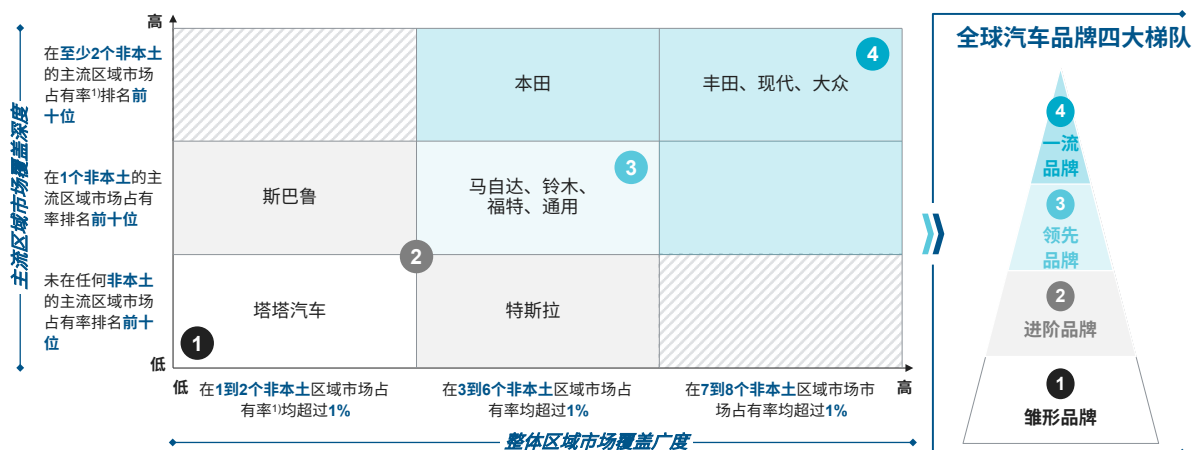 主流区域市场覆盖深度
高
在至少2个非本土
的主流区域市场
占有率1)排名前
十位
在1个非本土的主
流区域市场占有
率排名前十位
未在任何非本土
的主流区域市场
占有率排名前十
位
低
本田
4
丰田、现代、大众
斯巴鲁
3
马自达、铃木、
福特、通用
2
塔塔汽车
特斯拉
1
低
在1到2个非本土区域市场占
有率1)均超过1%
在3到6个非本土区域市场占
有率均超过1%
在7到8个非本土区域市场市
场占有率均超过1%
高
整体区域市场覆盖广度
全球汽车品牌四大梯队
4
一流
品牌
3
领先
品牌
2
进阶品牌
1
雏形品牌